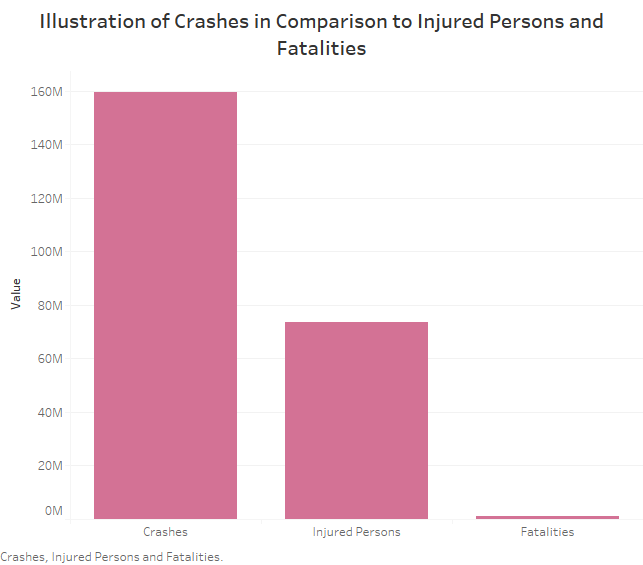 Illustration of Crashes in Comparison to Injured Persons and
Fatalities
160M
140M
120M
100M
80M
60M
40M
20M
0M
Value
Crashes
Injured Persons
Fatalities
Crashes, Injured Persons and Fatalities.